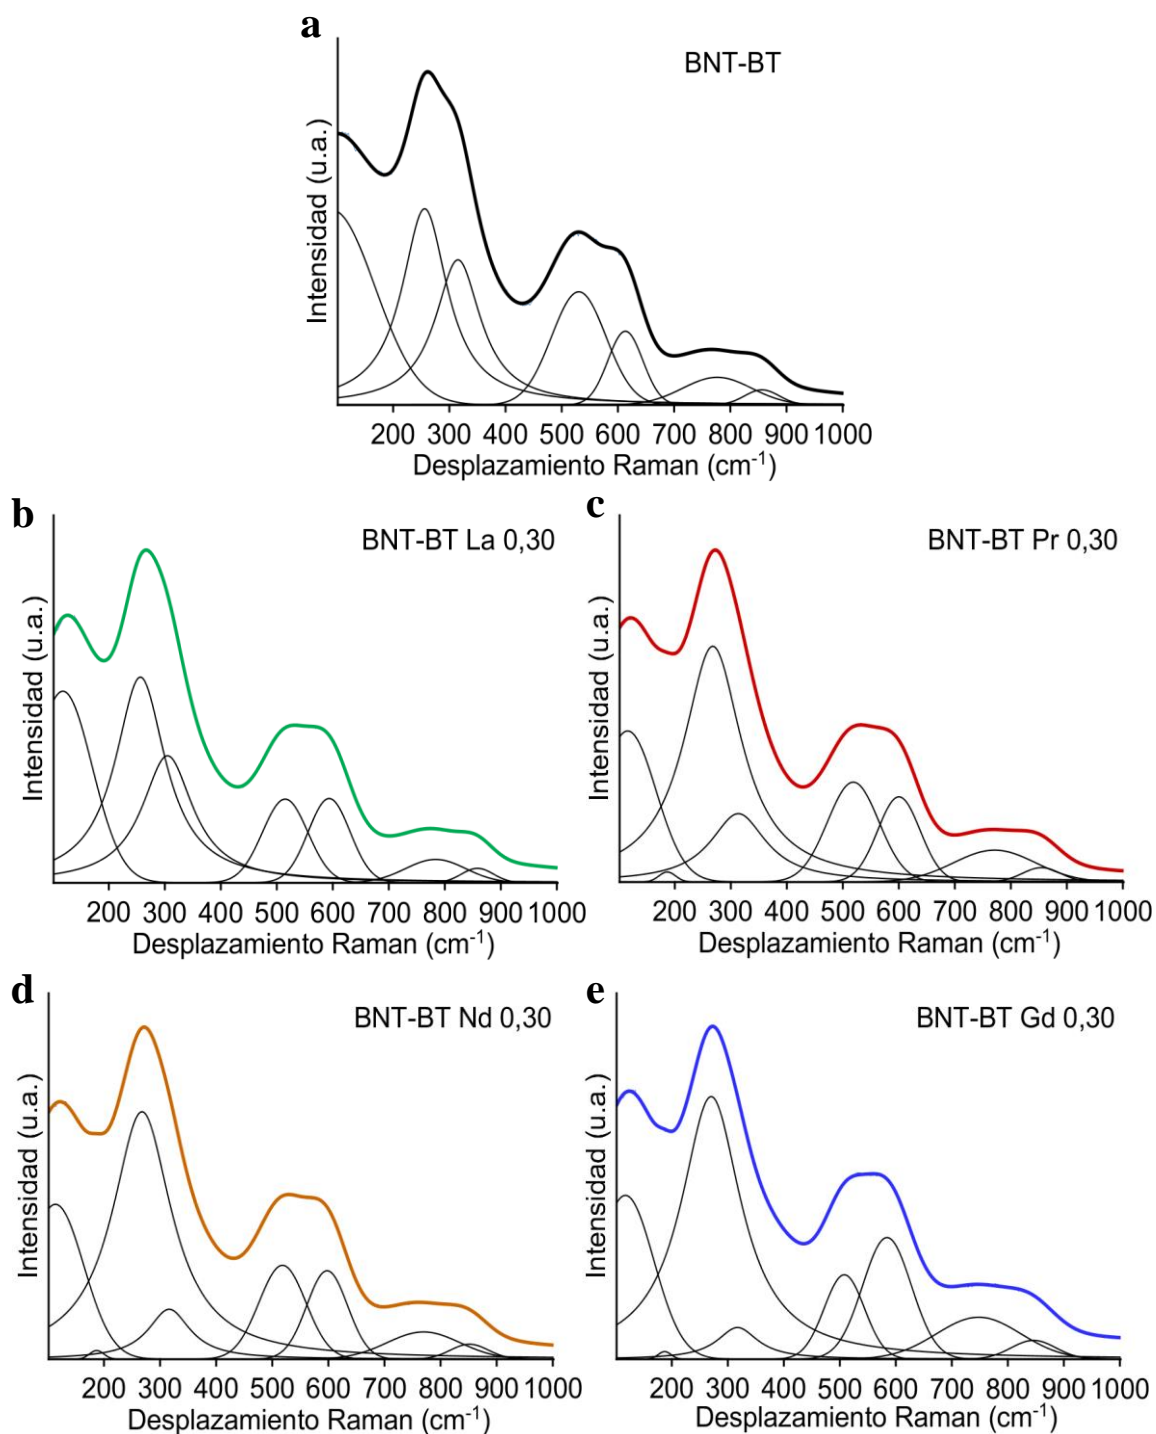 a
BNT-BT
Intensidad (u.a.)
200 300 400 500 600 700 800 900 1000
Desplazamiento Raman (cm⁻¹)
b
BNT-BT La 0,30
Intensidad (u.a.)
200 300 400 500 600 700 800 900 1000
Desplazamiento Raman (cm⁻¹)
c
BNT-BT Pr 0,30
Intensidad (u.a.)
200 300 400 500 600 700 800 900 1000
Desplazamiento Raman (cm⁻¹)
d
BNT-BT Nd 0,30
Intensidad (u.a.)
200 300 400 500 600 700 800 900 1000
Desplazamiento Raman (cm⁻¹)
e
BNT-BT Gd 0,30
Intensidad (u.a.)
200 300 400 500 600 700 800 900 1000
Desplazamiento Raman (cm⁻¹)